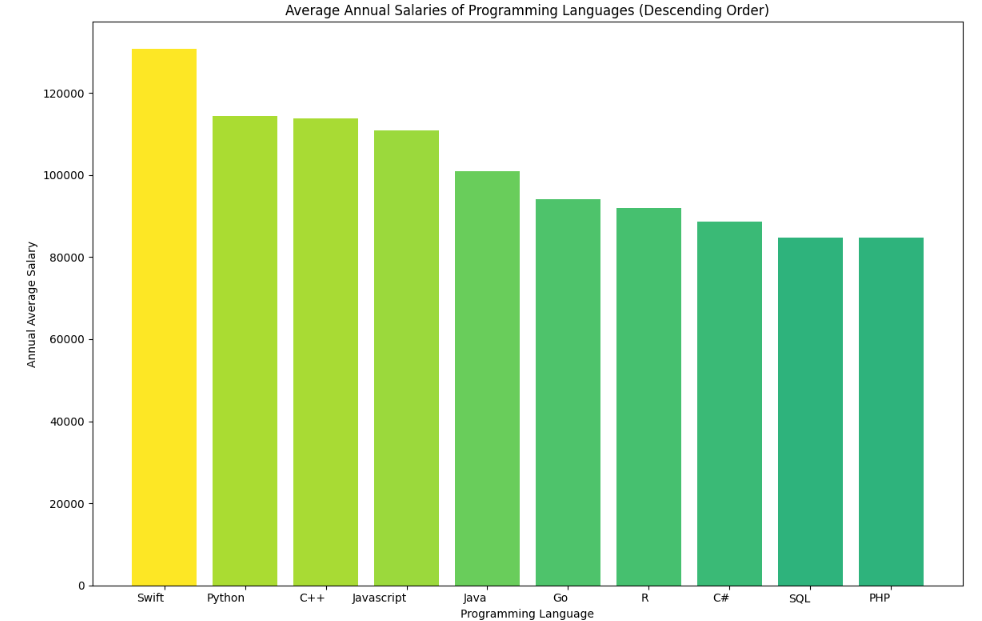 Average Annual Salaries of Programming Languages (Descending Order)
Annual Average Salary
120000
100000
80000
60000
40000
20000
0
Swift Python C++ Javascript Java Go R C# SQL PHP
Programming Language